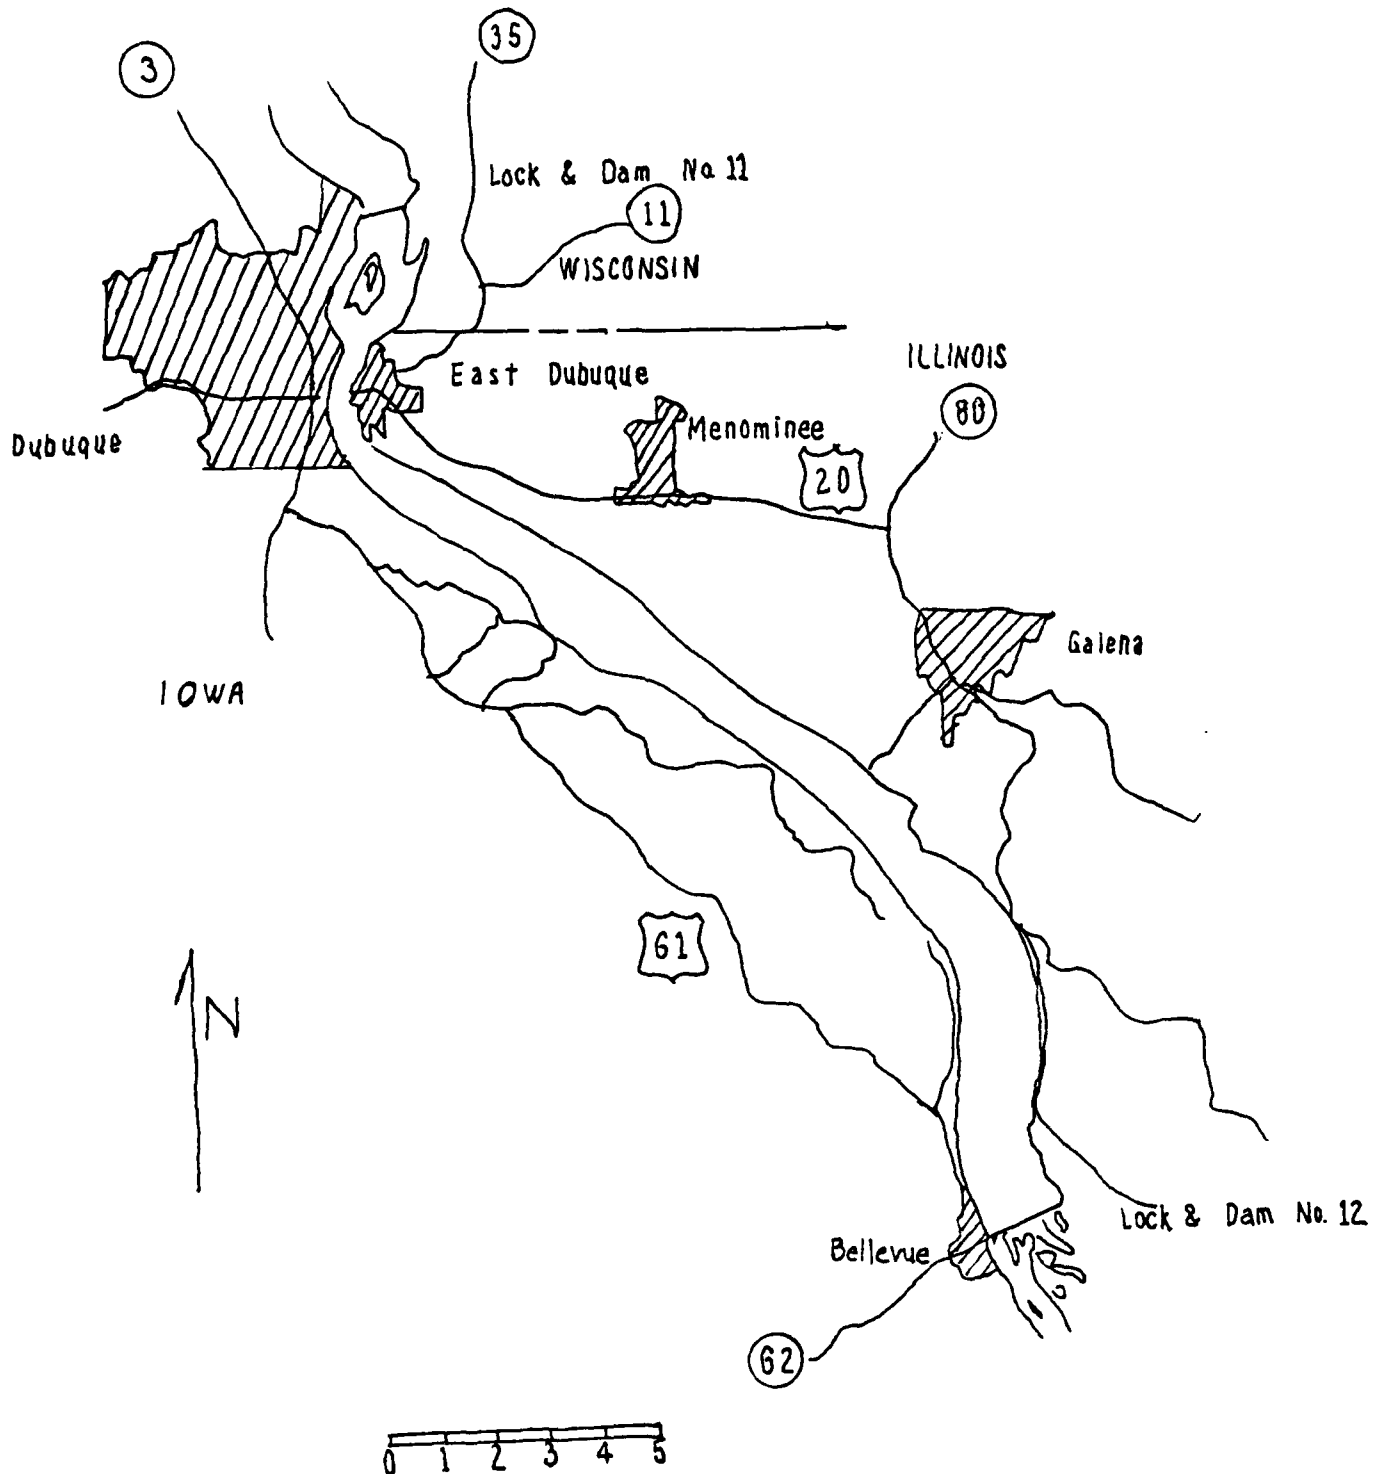 35
3
Lock & Dam No. 11
11
WISCONSIN
ILLINOIS
East Dubuque
80
Menominee
Dubuque
20
Galena
IOWA
61
N
Lock & Dam No. 12
Bellevue
62
0 1 2 3 4 5